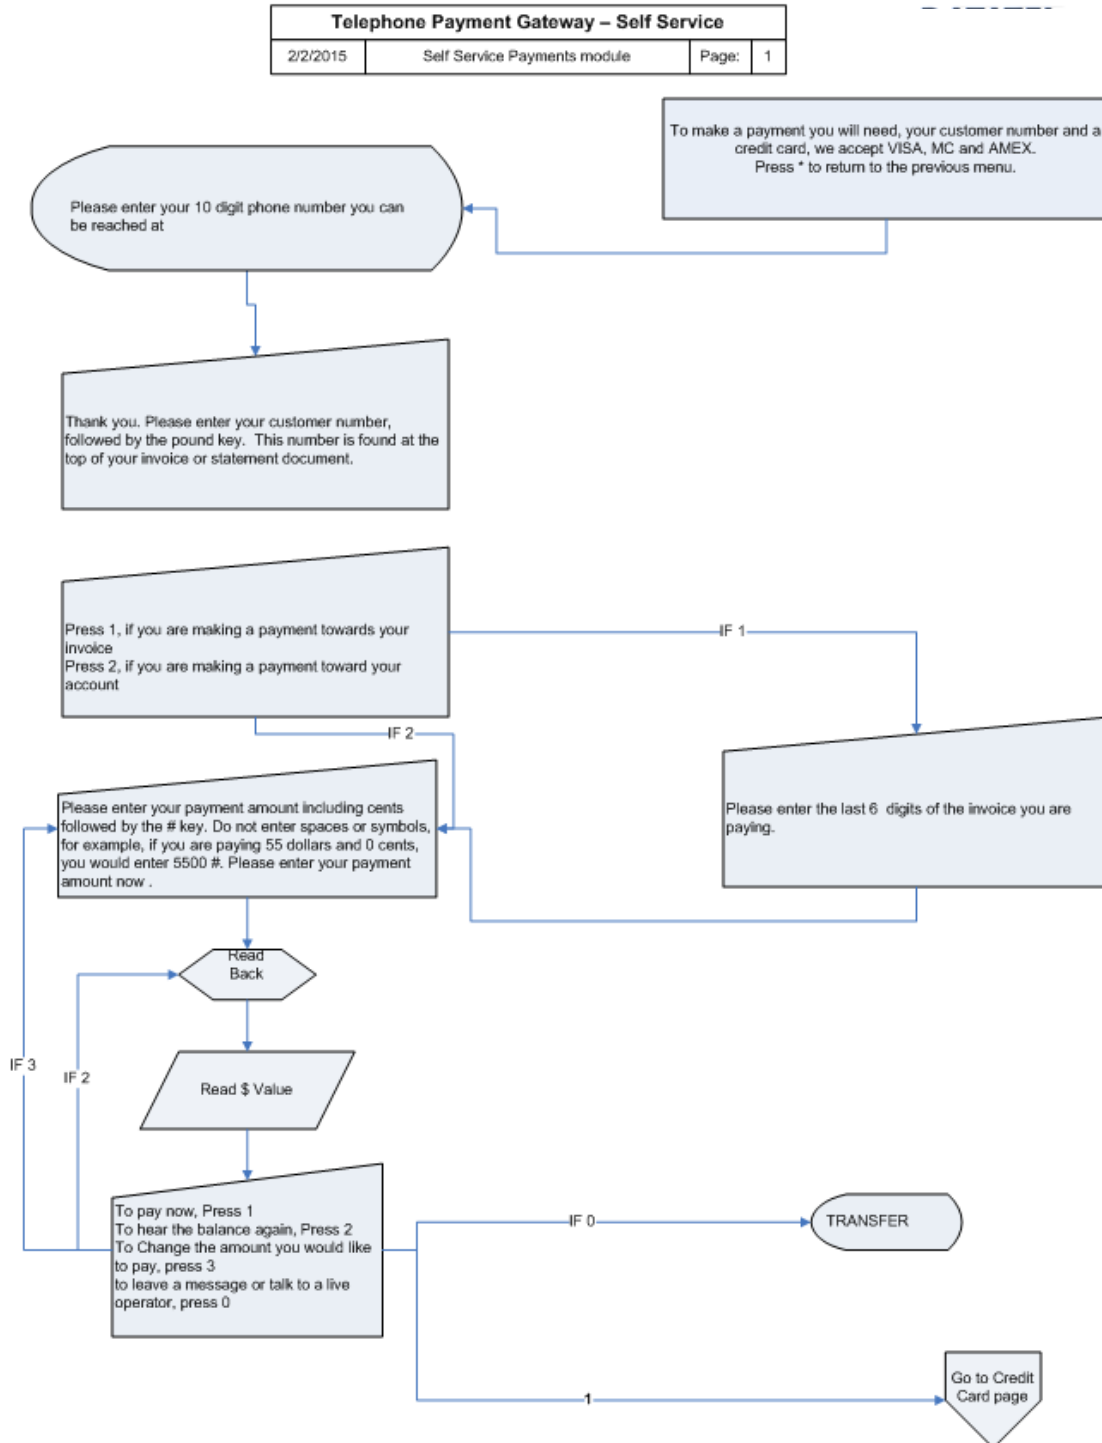 Telephone Payment Gateway – Self Service
2/2/2015 Self Service Payments module Page: 1
To make a payment you will need, your customer number and a
credit card, we accept VISA, MC and AMEX.
Press * to return to the previous menu.
Please enter your 10 digit phone number you can
be reached at
Thank you. Please enter your customer number,
followed by the pound key. This number is found at the
top of your invoice or statement document.
Press 1, if you are making a payment towards your
invoice
Press 2, if you are making a payment toward your
account
IF 1
IF 2
Please enter your payment amount including cents
followed by the # key. Do not enter spaces or symbols,
for example, if you are paying 55 dollars and 0 cents,
you would enter 5500 #. Please enter your payment
amount now .
Please enter the last 6 digits of the invoice you are
paying.
Read
Back
IF 3
IF 2
Read $ Value
To pay now, Press 1
To hear the balance again, Press 2
To Change the amount you would like
to pay, press 3
to leave a message or talk to a live
operator, press 0
IF 0
TRANSFER
1
Go to Credit
Card page